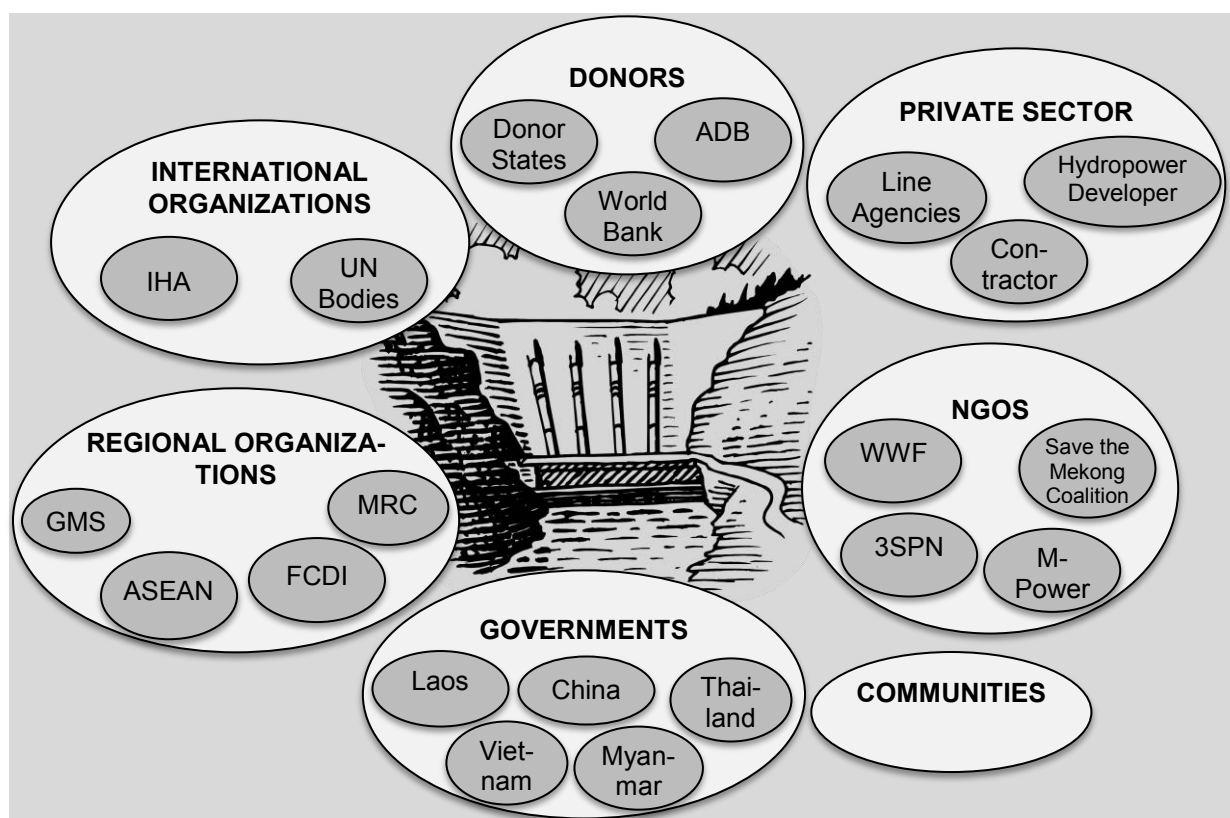 DONORS
Donor
States
ADB
World
Bank
PRIVATE SECTOR
Line
Agencies
Hydropower
Developer
Con-
tractor
INTERNATIONAL
ORGANIZATIONS
IHA
UN
Bodies
REGIONAL ORGANIZA-
TIONS
GMS
ASEAN
FCDI
MRC
NGOS
WWF
Save the
Mekong
Coalition
3SPN
M-
Power
GOVERNMENTS
Laos
China
Thai-
land
Viet-
nam
Myan-
mar
COMMUNITIES